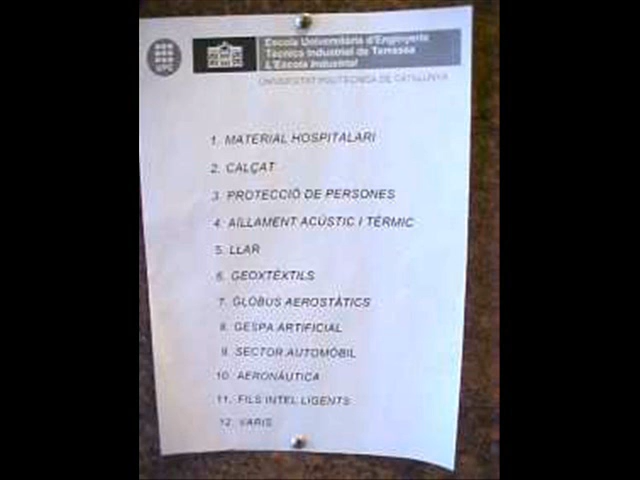 UPC
Escola Universitària d'Enginyeria
Tècnica Industrial de Terrassa
L'Escola Industrial
UNIVERSITAT POLITÈCNICA DE CATALUNYA
1. MATERIAL HOSPITALARI
2. CALÇAT
3. PROTECCIÓ DE PERSONES
4. AÏLLAMENT ACÚSTIC I TÈRMIC
5. LLAR
6. GEOXTÈXTILS
7. GLOBUS AEROSTÀTICS
8. GESPA ARTIFICIAL
9. SECTOR AUTOMÒBIL
10. AERONÀUTICA
11. FILS INTEL·LIGENTS
12. VARIS